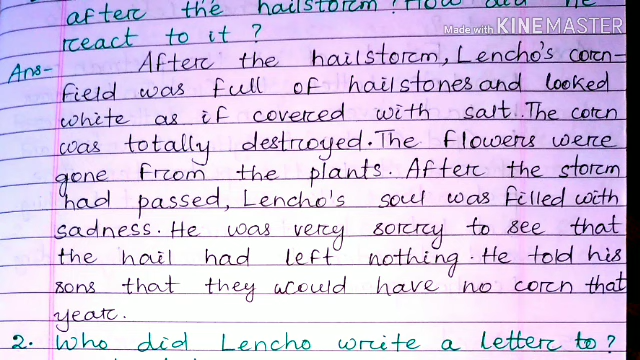 after the hailstorm? How did he
react to it?
Made with KINEMASTER
Ans- After the hailstorm, Lencho's corn-
field was full of hailstones and looked
white as if covered with salt. The corn
was totally destroyed. The flowers were
gone from the plants. After the storm
had passed, Lencho's soul was filled with
sadness. He was very sorry to see that
the hail had left nothing. He told his
sons that they would have no corn that
year.
2. Who did Lencho write a letter to?